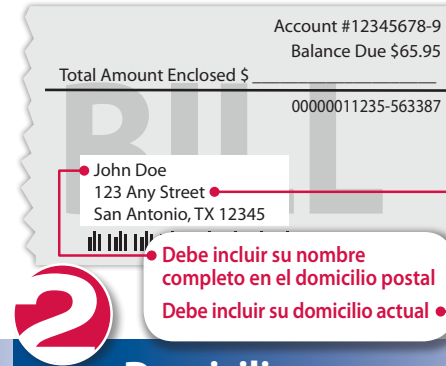 Account #12345678-9
Balance Due $65.95
Total Amount Enclosed $ ____________________
00000011235-563387
BILL
John Doe
123 Any Street
San Antonio, TX 12345
Debe incluir su nombre
completo en el domicilio postal
Debe incluir su domicilio actual
2